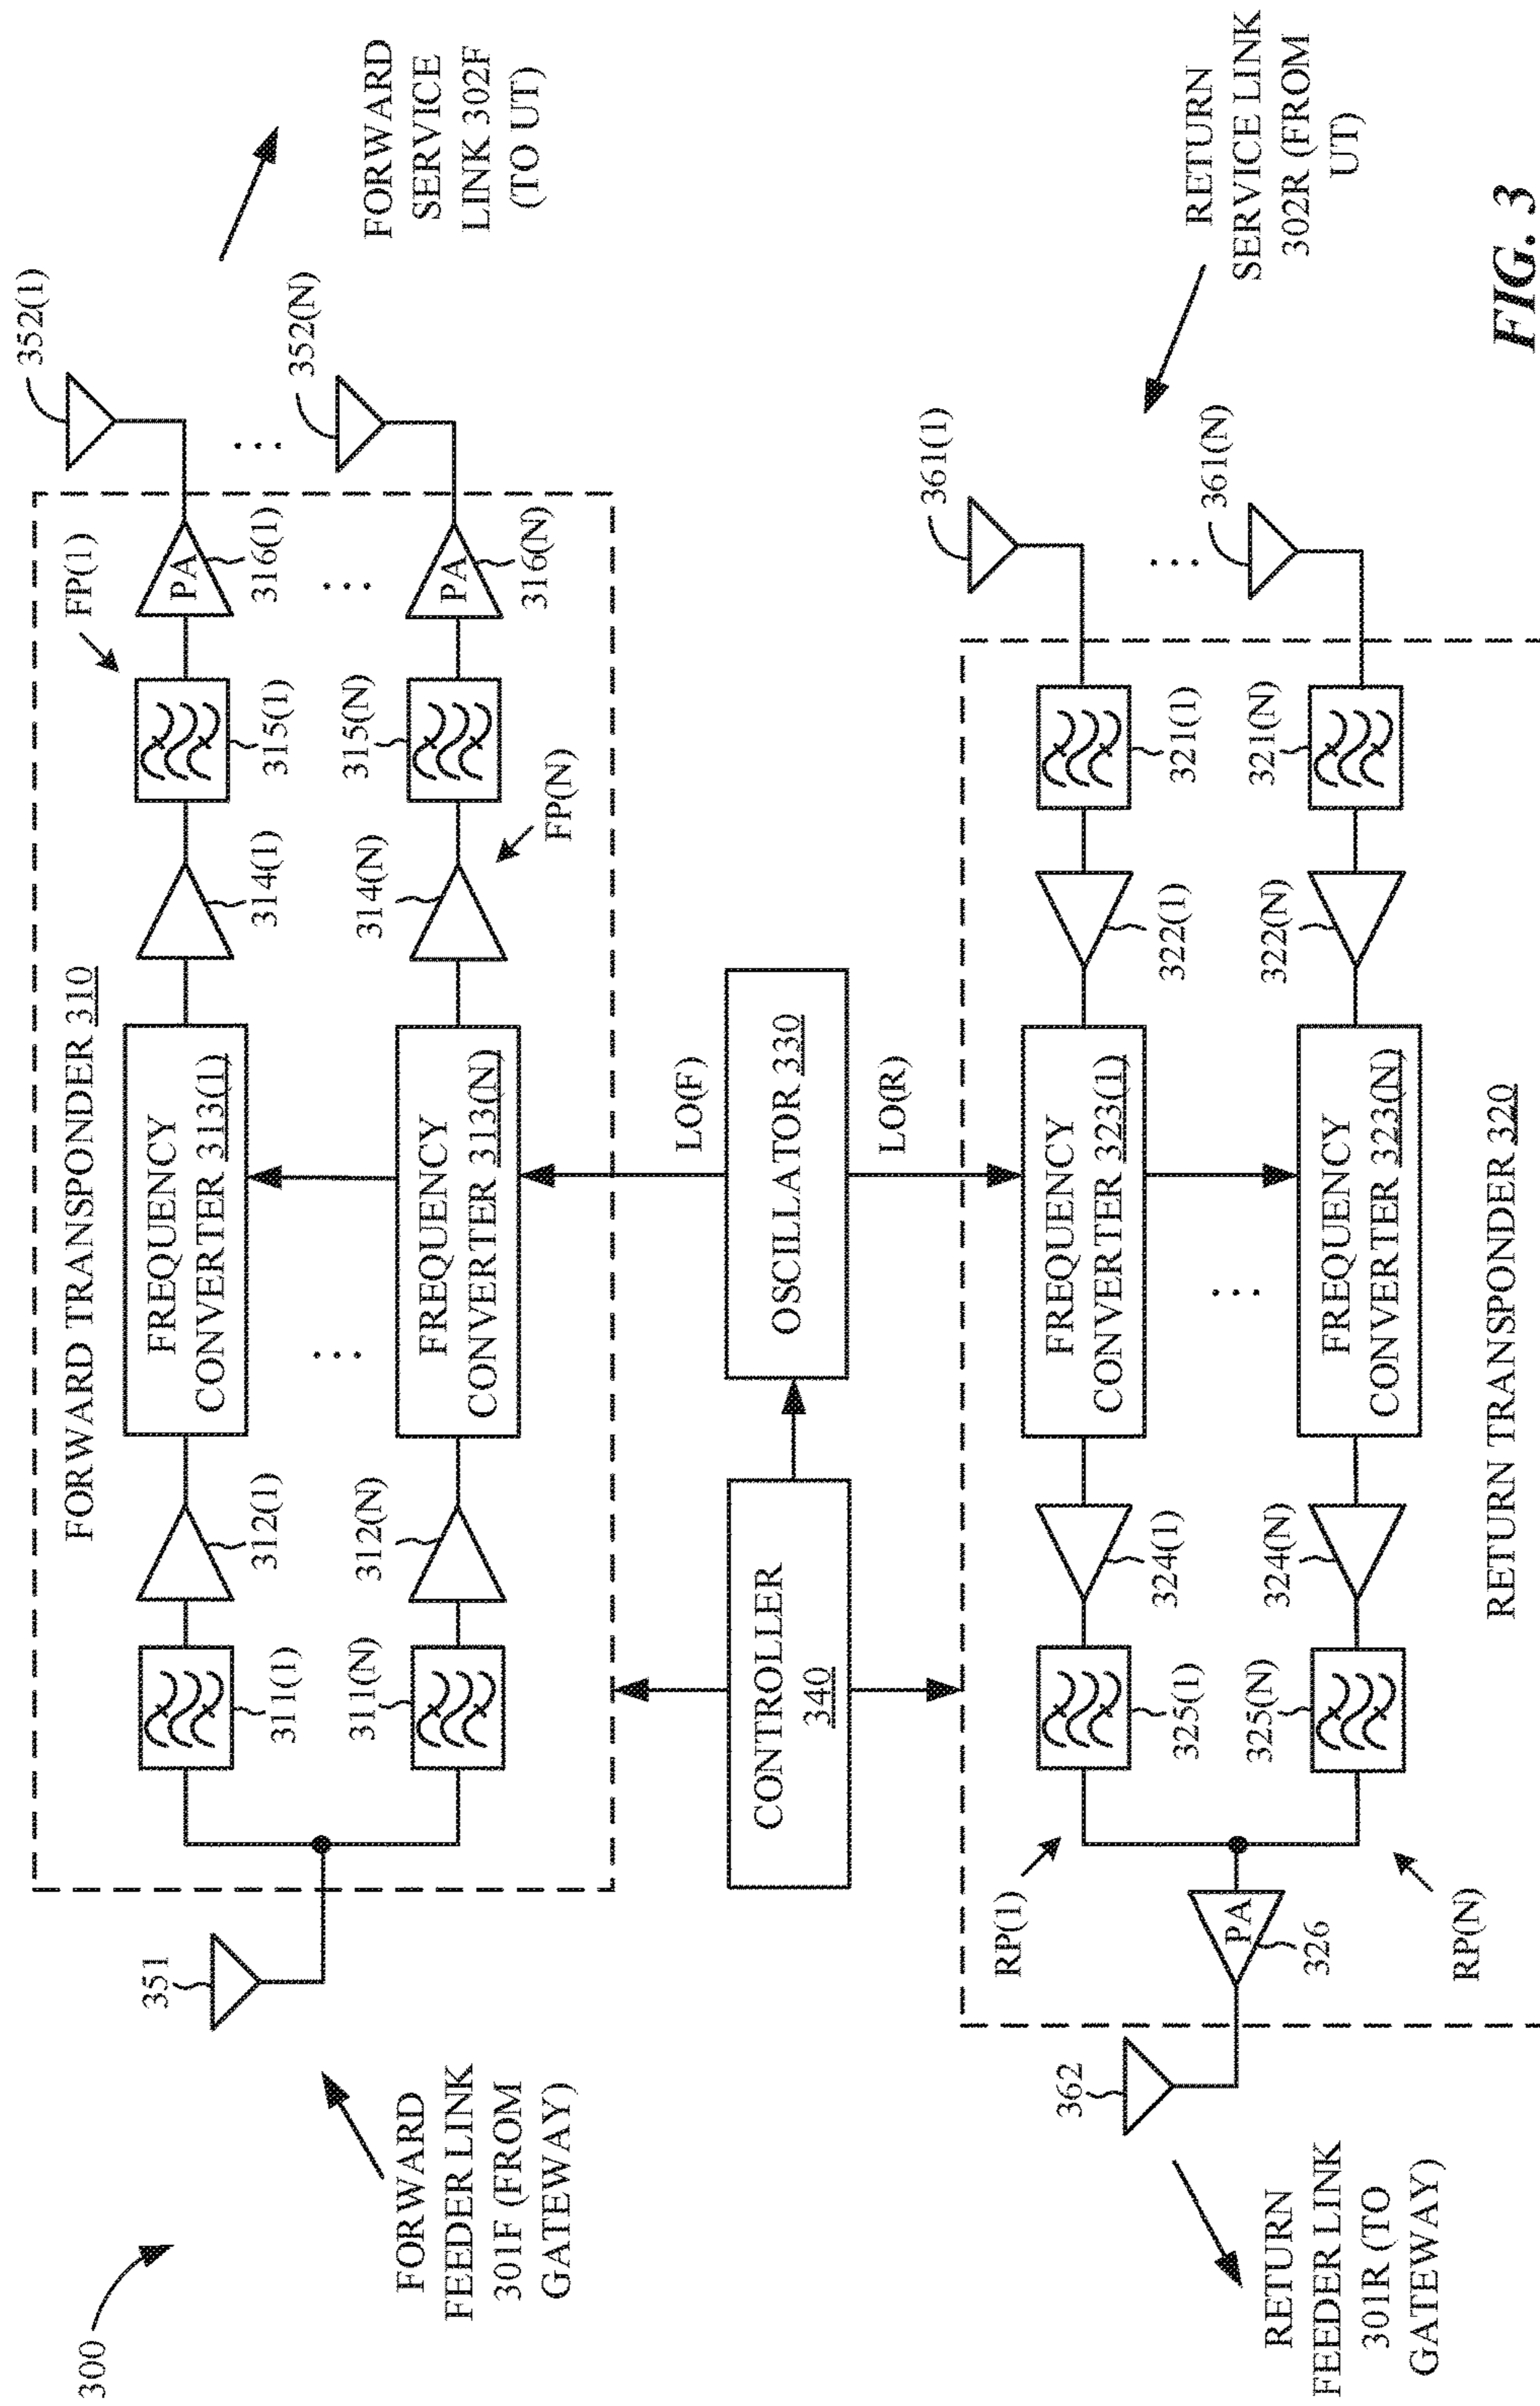 300
FORWARD
FEEDER LINK
301F (FROM
GATEWAY)
351
FORWARD TRANSPONDER 310
311(1)
312(1)
FREQUENCY
CONVERTER 313(1)
314(1)
315(1)
FP(1)
PA
316(1)
352(1)
311(N)
312(N)
FREQUENCY
CONVERTER 313(N)
314(N)
315(N)
FP(N)
PA
316(N)
352(N)
FORWARD
SERVICE
LINK 302F
(TO UT)
CONTROLLER
340
OSCILLATOR 330
LO(F)
LO(R)
RETURN
FEEDER LINK
301R (TO
GATEWAY)
362
PA
326
RP(1)
RP(N)
325(1)
324(1)
FREQUENCY
CONVERTER 323(1)
322(1)
321(1)
361(1)
325(N)
324(N)
FREQUENCY
CONVERTER 323(N)
322(N)
321(N)
361(N)
RETURN
SERVICE LINK
302R (FROM
UT)
RETURN TRANSPONDER 320
FIG. 3